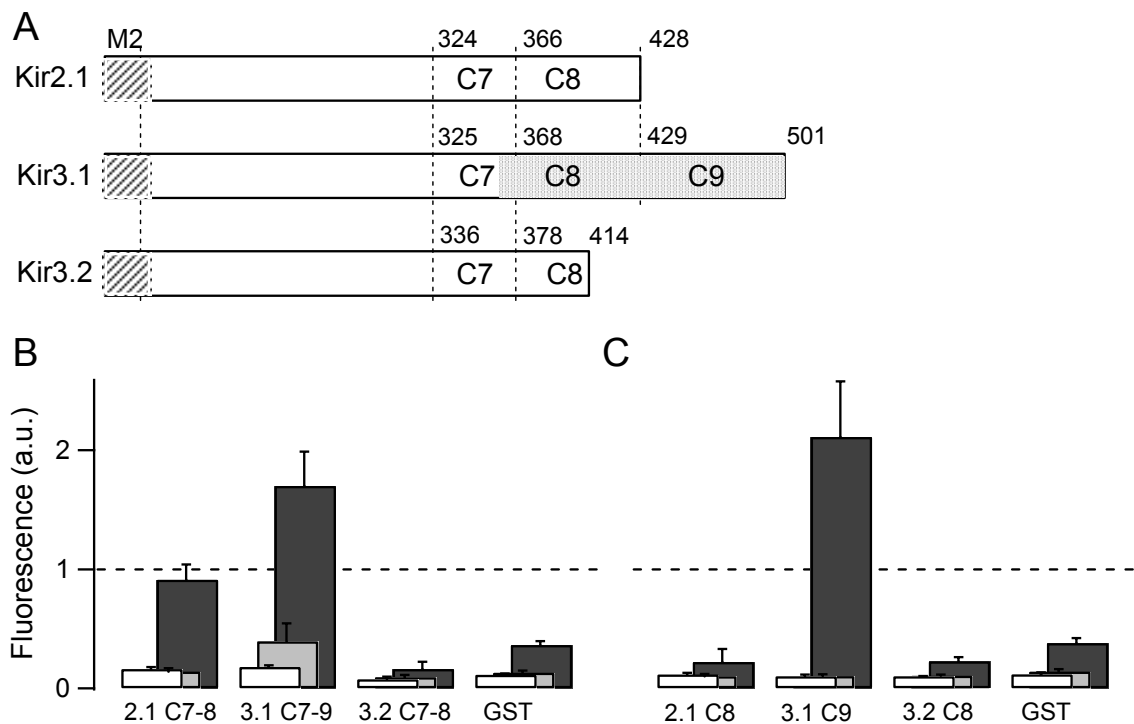 A
M2 324 366 428
Kir2.1 C7 C8
325 368 429 501
Kir3.1 C7 C8 C9
336 378 414
Kir3.2 C7 C8
B C
Fluorescence (a.u.)
2
1
0
2.1 C7-8 3.1 C7-9 3.2 C7-8 GST 2.1 C8 3.1 C9 3.2 C8 GST